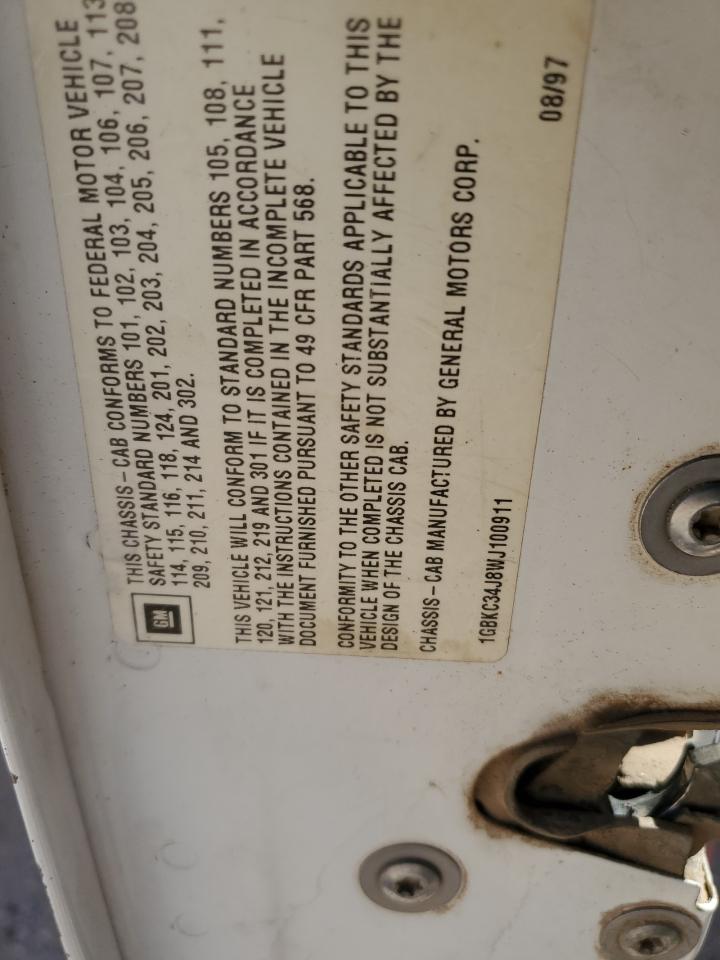 GM
THIS CHASSIS-CAB CONFORMS TO FEDERAL MOTOR VEHICLE
SAFETY STANDARD NUMBERS 101, 102, 103, 104, 106, 107, 113
114, 115, 116, 118, 124, 201, 202, 203, 204, 205, 206, 207, 208
209, 210, 211, 214 AND 302.
THIS VEHICLE WILL CONFORM TO STANDARD NUMBERS 105, 108, 111,
120, 121, 212, 219 AND 301 IF IT IS COMPLETED IN ACCORDANCE
WITH THE INSTRUCTIONS CONTAINED IN THE INCOMPLETE VEHICLE
DOCUMENT FURNISHED PURSUANT TO 49 CFR PART 568.
CONFORMITY TO THE OTHER SAFETY STANDARDS APPLICABLE TO THIS
VEHICLE WHEN COMPLETED IS NOT SUBSTANTIALLY AFFECTED BY THE
DESIGN OF THE CHASSIS CAB.
CHASSIS-CAB MANUFACTURED BY GENERAL MOTORS CORP.
1GBKC34J8WJ100911
08/97